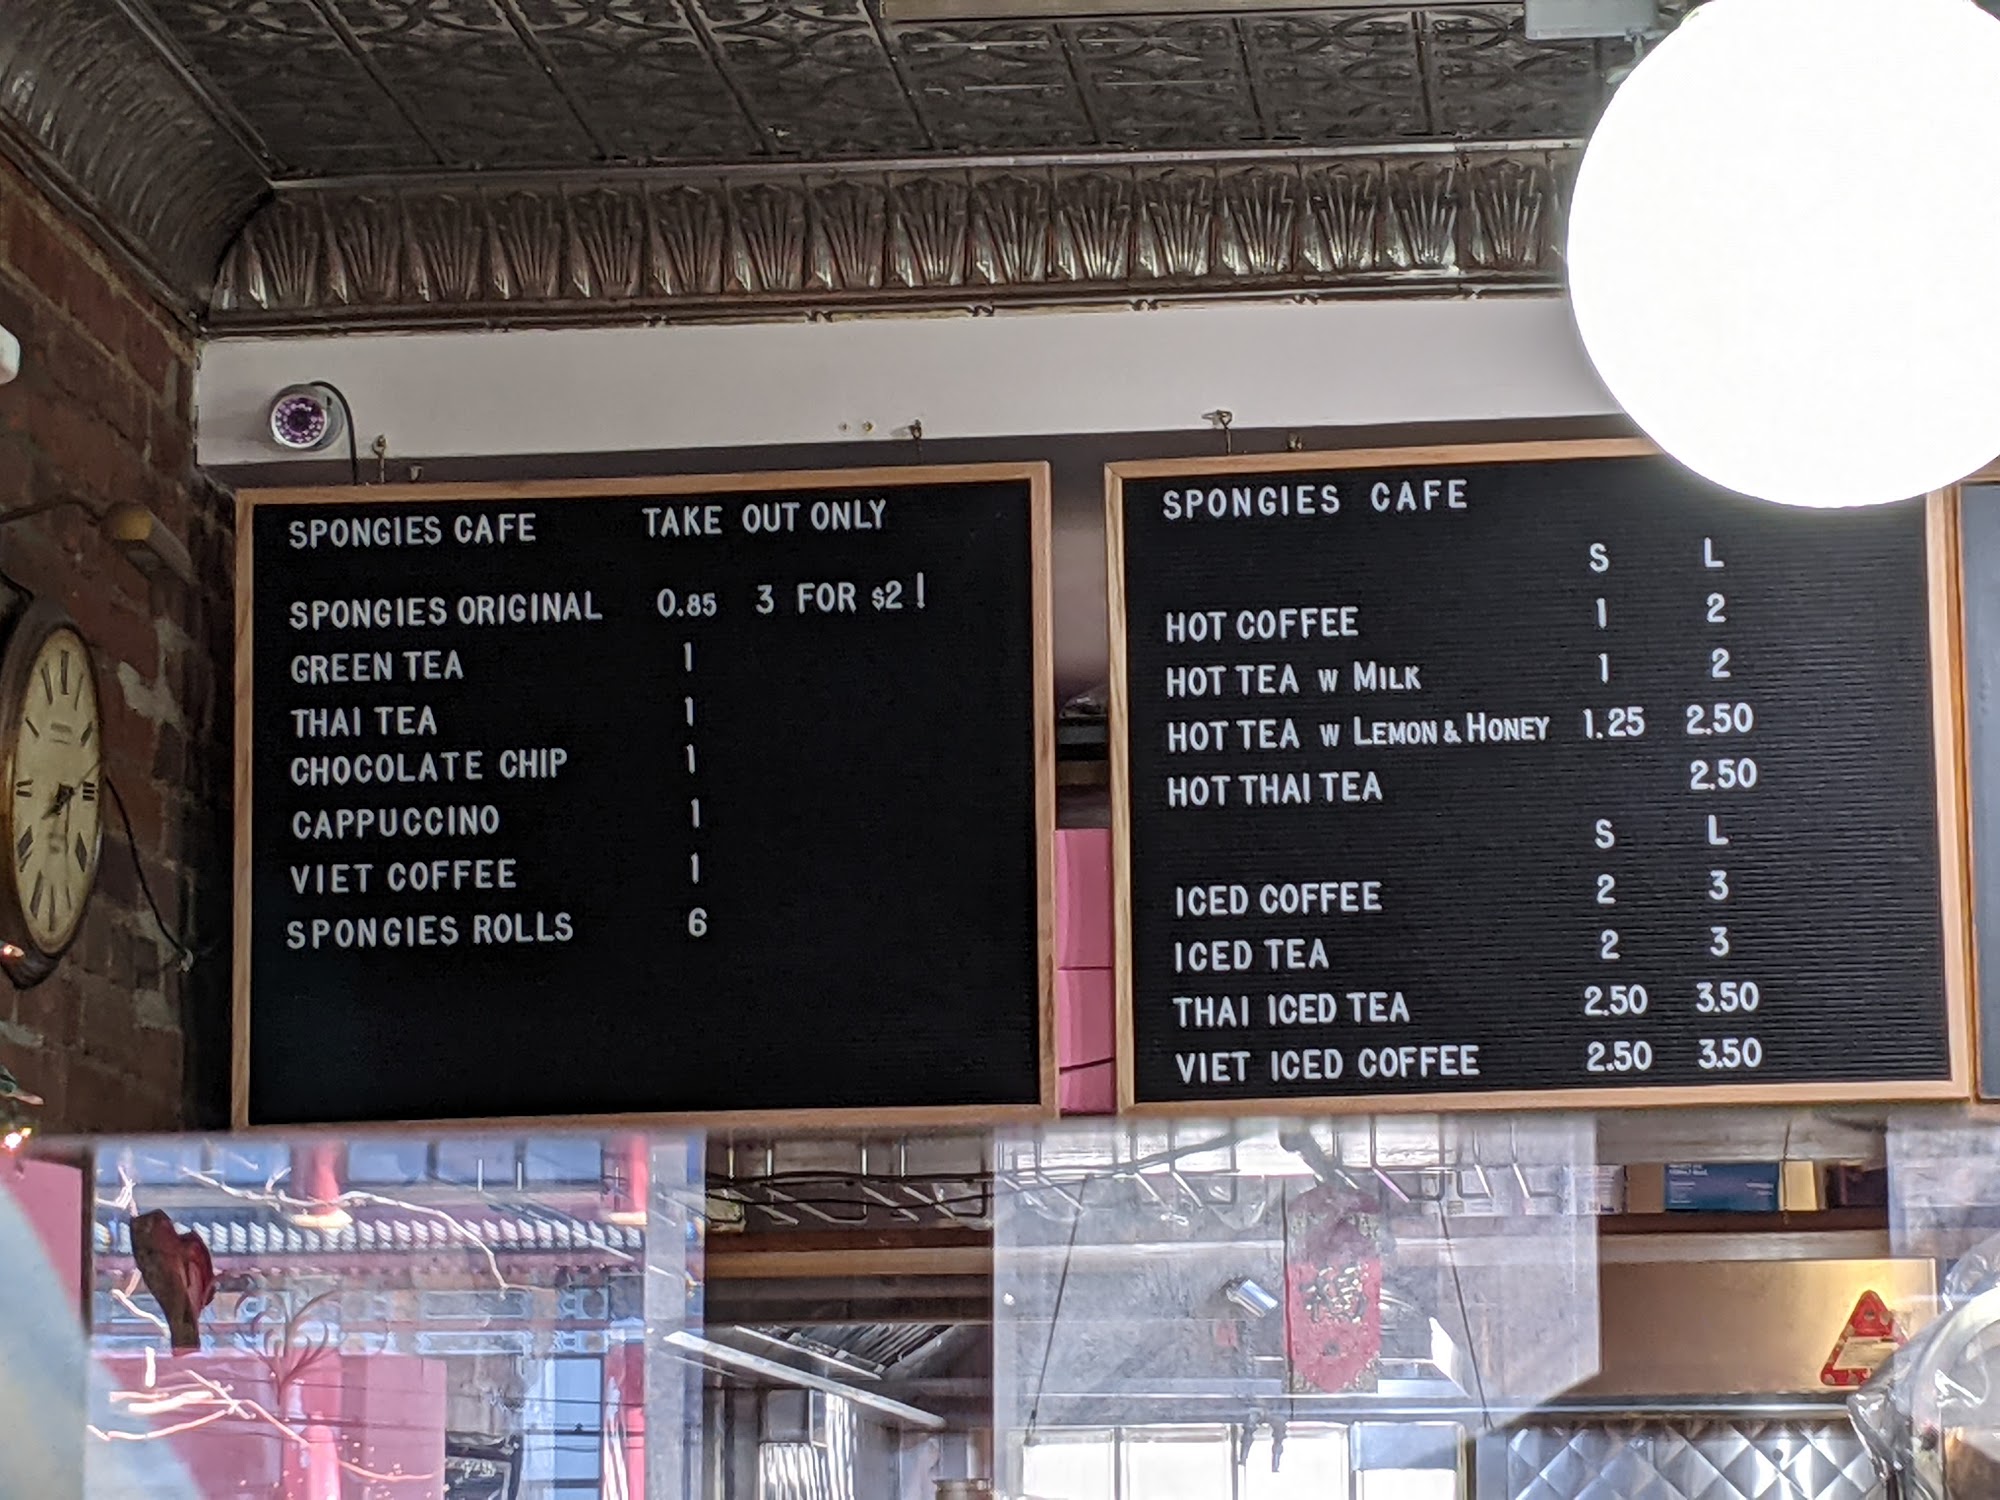 SPONGIES CAFE TAKE OUT ONLY
SPONGIES ORIGINAL 0.85 3 FOR $2!
GREEN TEA 1
THAI TEA 1
CHOCOLATE CHIP 1
CAPPUCCINO 1
VIET COFFEE 1
SPONGIES ROLLS 6
SPONGIES CAFE
S L
HOT COFFEE 1 2
HOT TEA W MILK 1 2
HOT TEA W LEMON & HONEY 1.25 2.50
HOT THAI TEA 2.50
S L
ICED COFFEE 2 3
ICED TEA 2 3
THAI ICED TEA 2.50 3.50
VIET ICED COFFEE 2.50 3.50